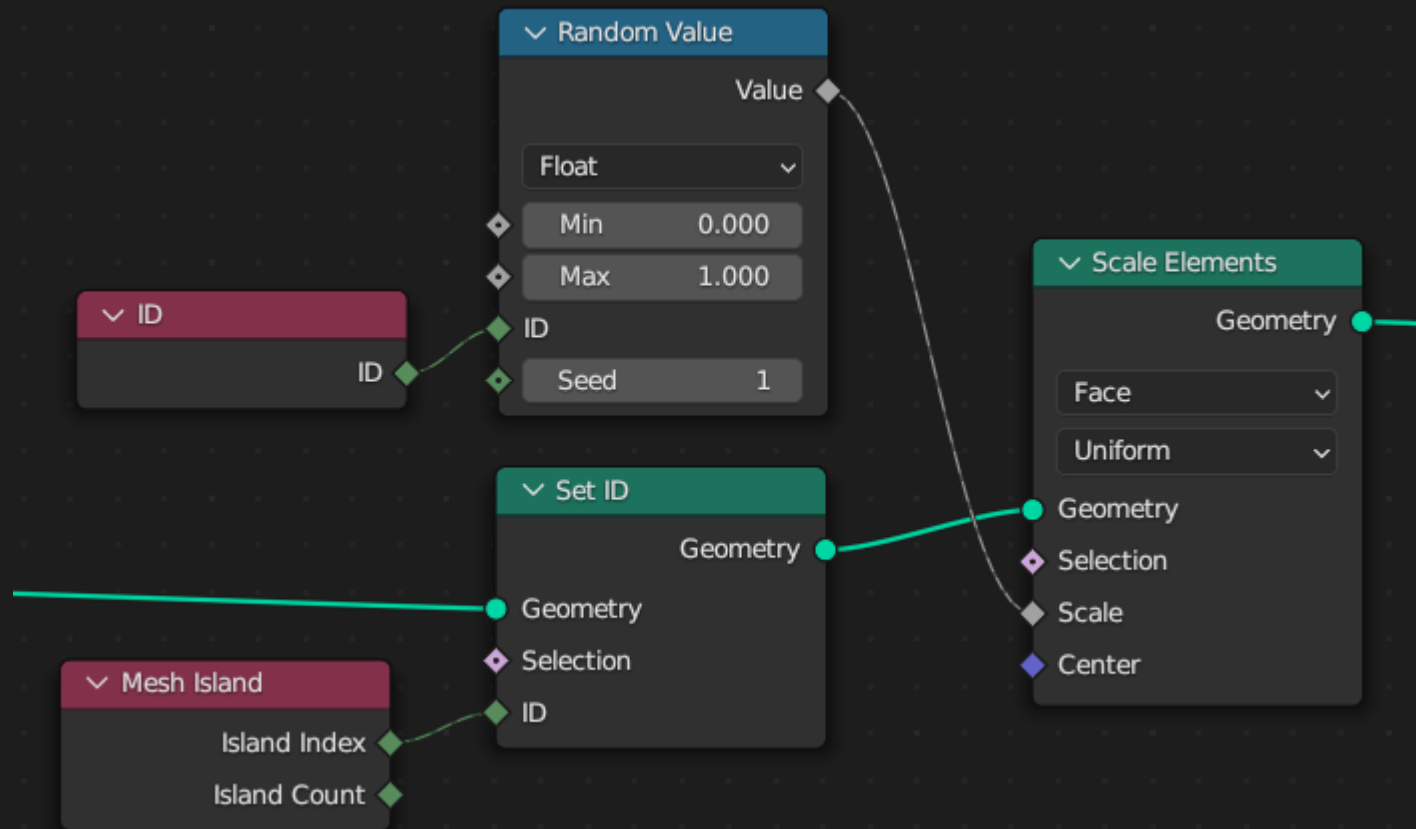 Random Value
Value
Float
Min 0.000
Max 1.000
ID
Seed 1
ID
ID
Set ID
Geometry
Geometry
Selection
ID
Mesh Island
Island Index
Island Count
Scale Elements
Geometry
Face
Uniform
Geometry
Selection
Scale
Center